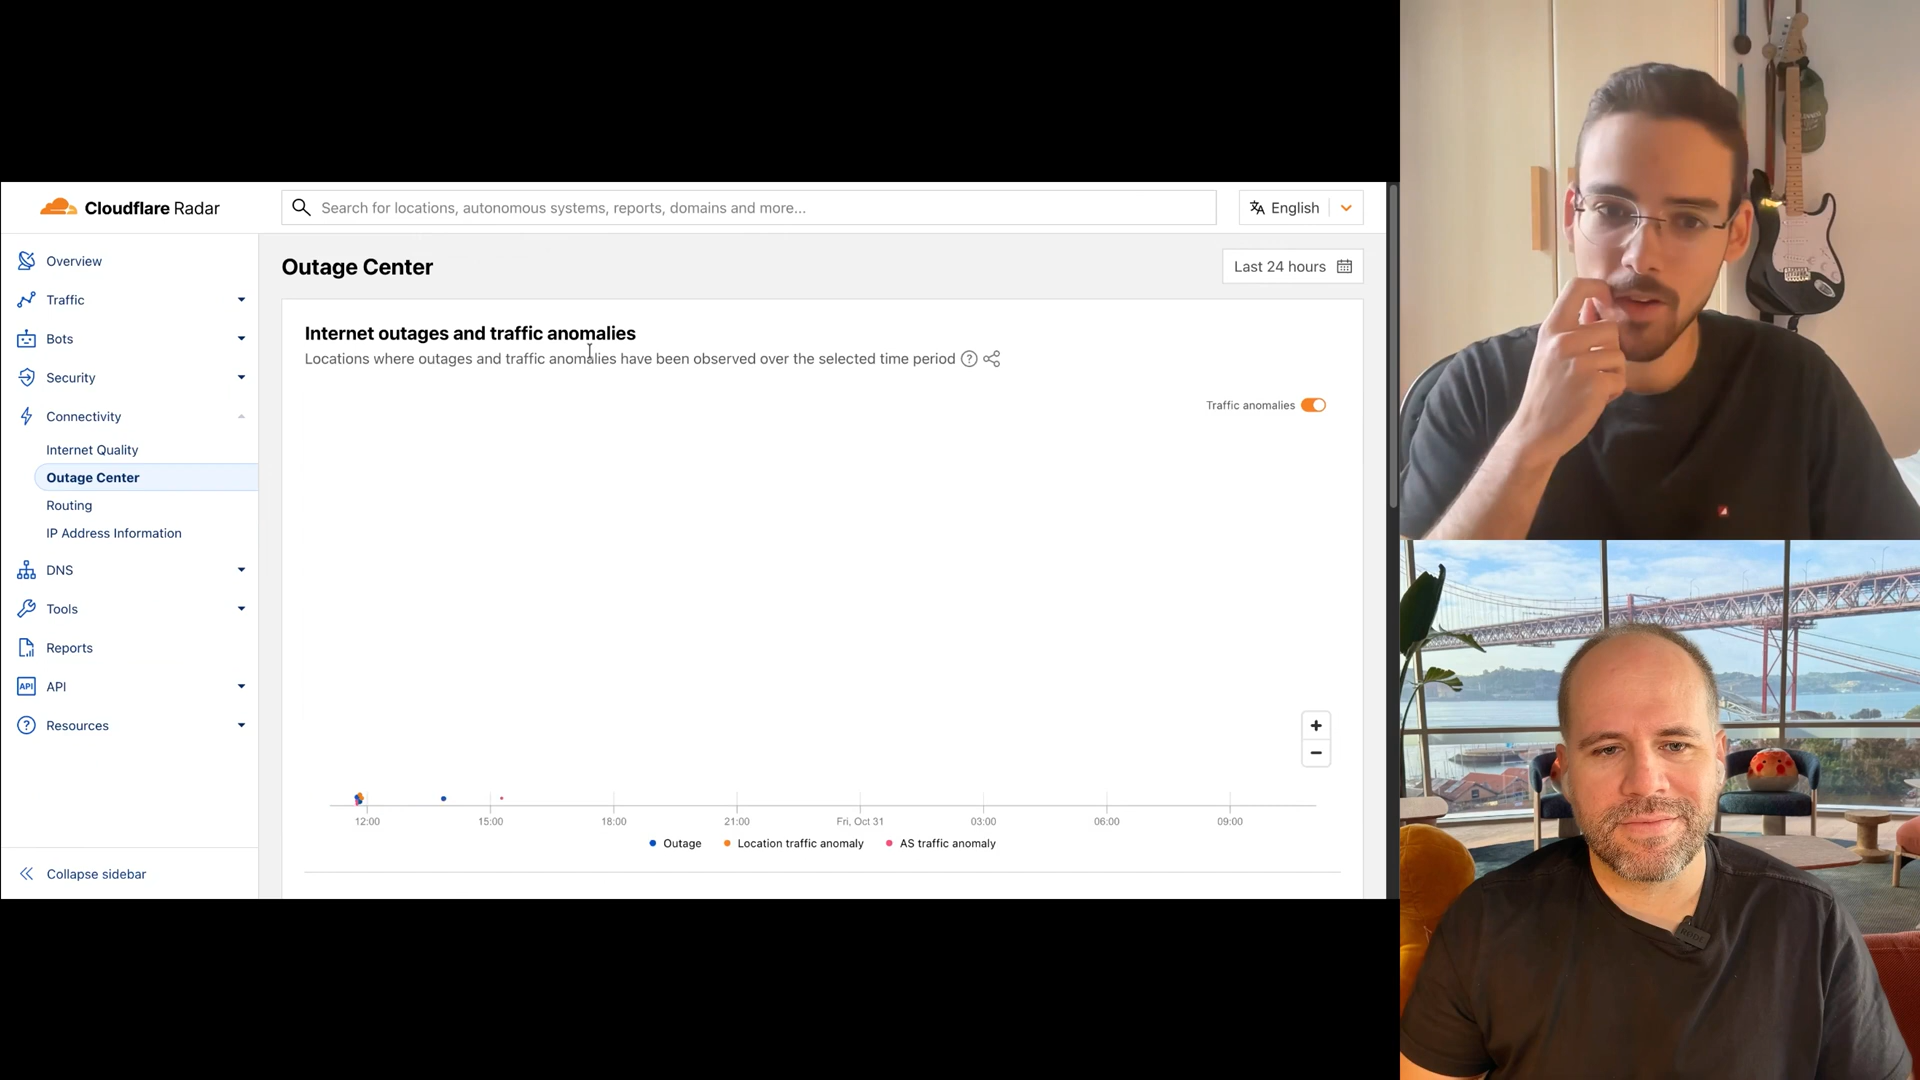 Cloudflare Radar
Search for locations, autonomous systems, reports, domains and more...
English
Overview
Traffic
Bots
Security
Connectivity
Internet Quality
Outage Center
Routing
IP Address Information
DNS
Tools
Reports
API
API
Resources
Collapse sidebar
Outage Center
Last 24 hours
Internet outages and traffic anomalies
Locations where outages and traffic anomalies have been observed over the selected time period
Traffic anomalies
+
−
12:00 15:00 18:00 21:00 Fri, Oct 31 03:00 06:00 09:00
Outage Location traffic anomaly AS traffic anomaly